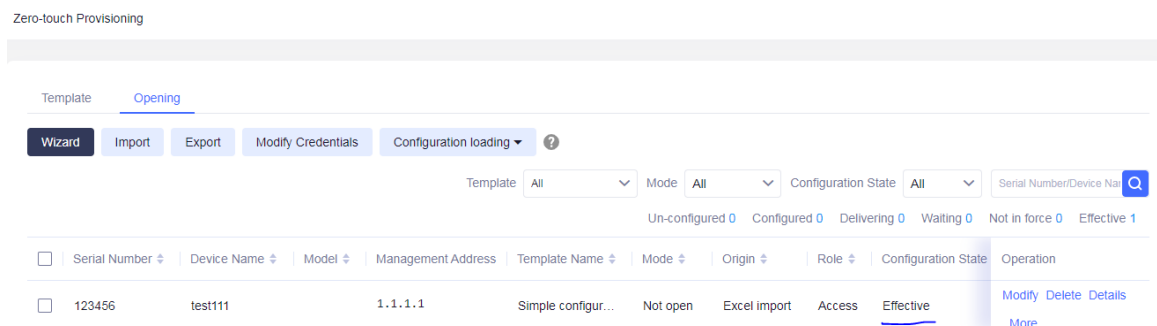 Zero-touch Provisioning
Template Opening
Wizard Import Export Modify Credentials Configuration loading ?
Template All Mode All Configuration State All Serial Number/Device Nar
Un-configured 0 Configured 0 Delivering 0 Waiting 0 Not in force 0 Effective 1
Serial Number Device Name Model Management Address Template Name Mode Origin Role Configuration State Operation
123456 test111 1.1.1.1 Simple configur... Not open Excel import Access Effective Modify Delete Details
More